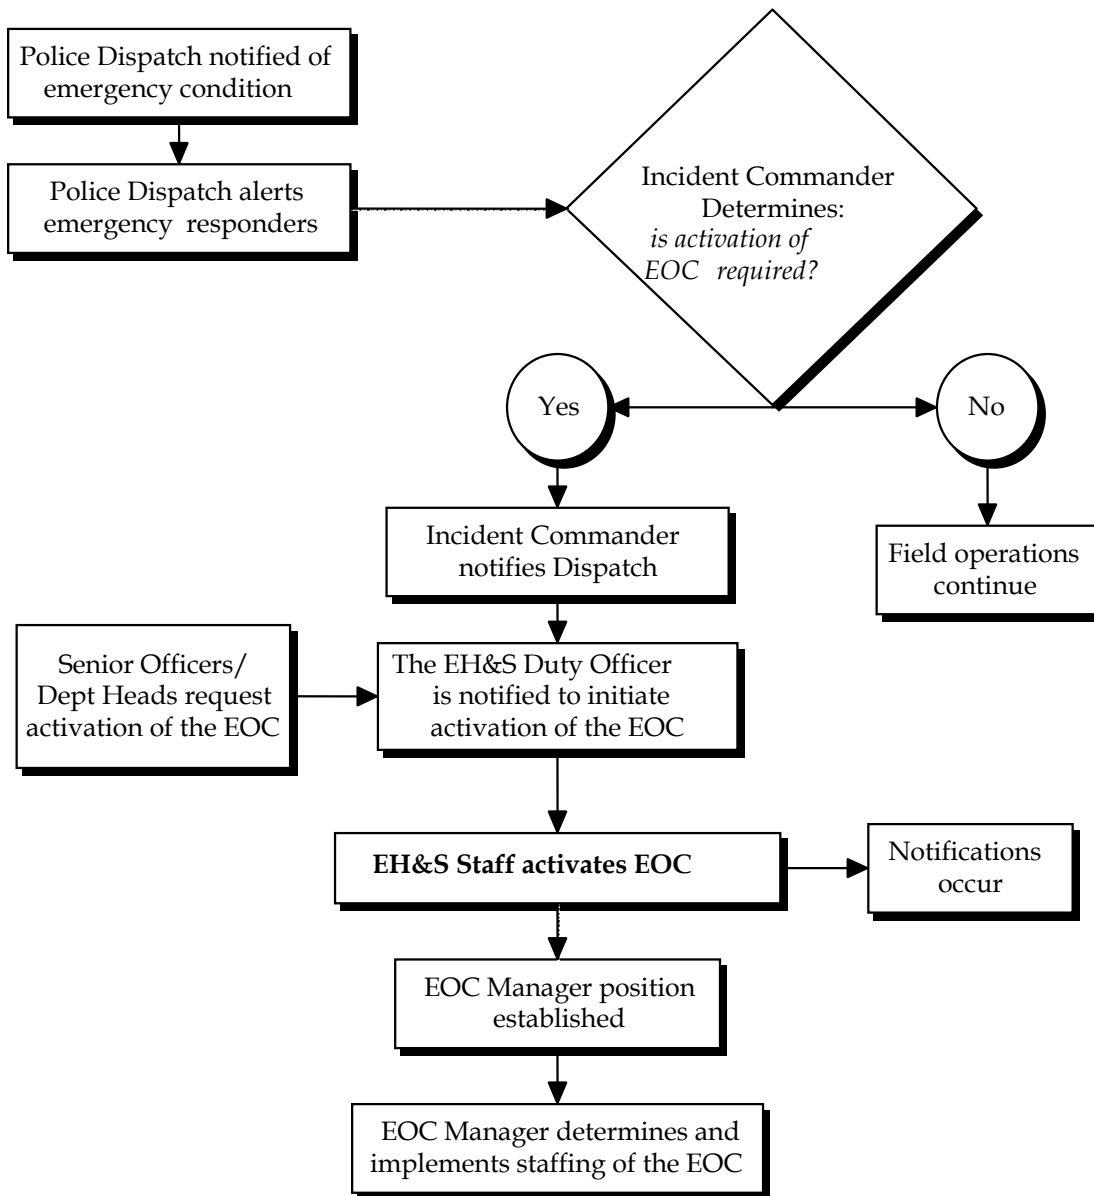 Police Dispatch notified of
emergency condition
Police Dispatch alerts
emergency responders
Incident Commander
Determines:
is activation of
EOC required?
Yes
No
Incident Commander
notifies Dispatch
Field operations
continue
Senior Officers/
Dept Heads request
activation of the EOC
The EH&S Duty Officer
is notified to initiate
activation of the EOC
EH&S Staff activates EOC
Notifications
occur
EOC Manager position
established
EOC Manager determines and
implements staffing of the EOC